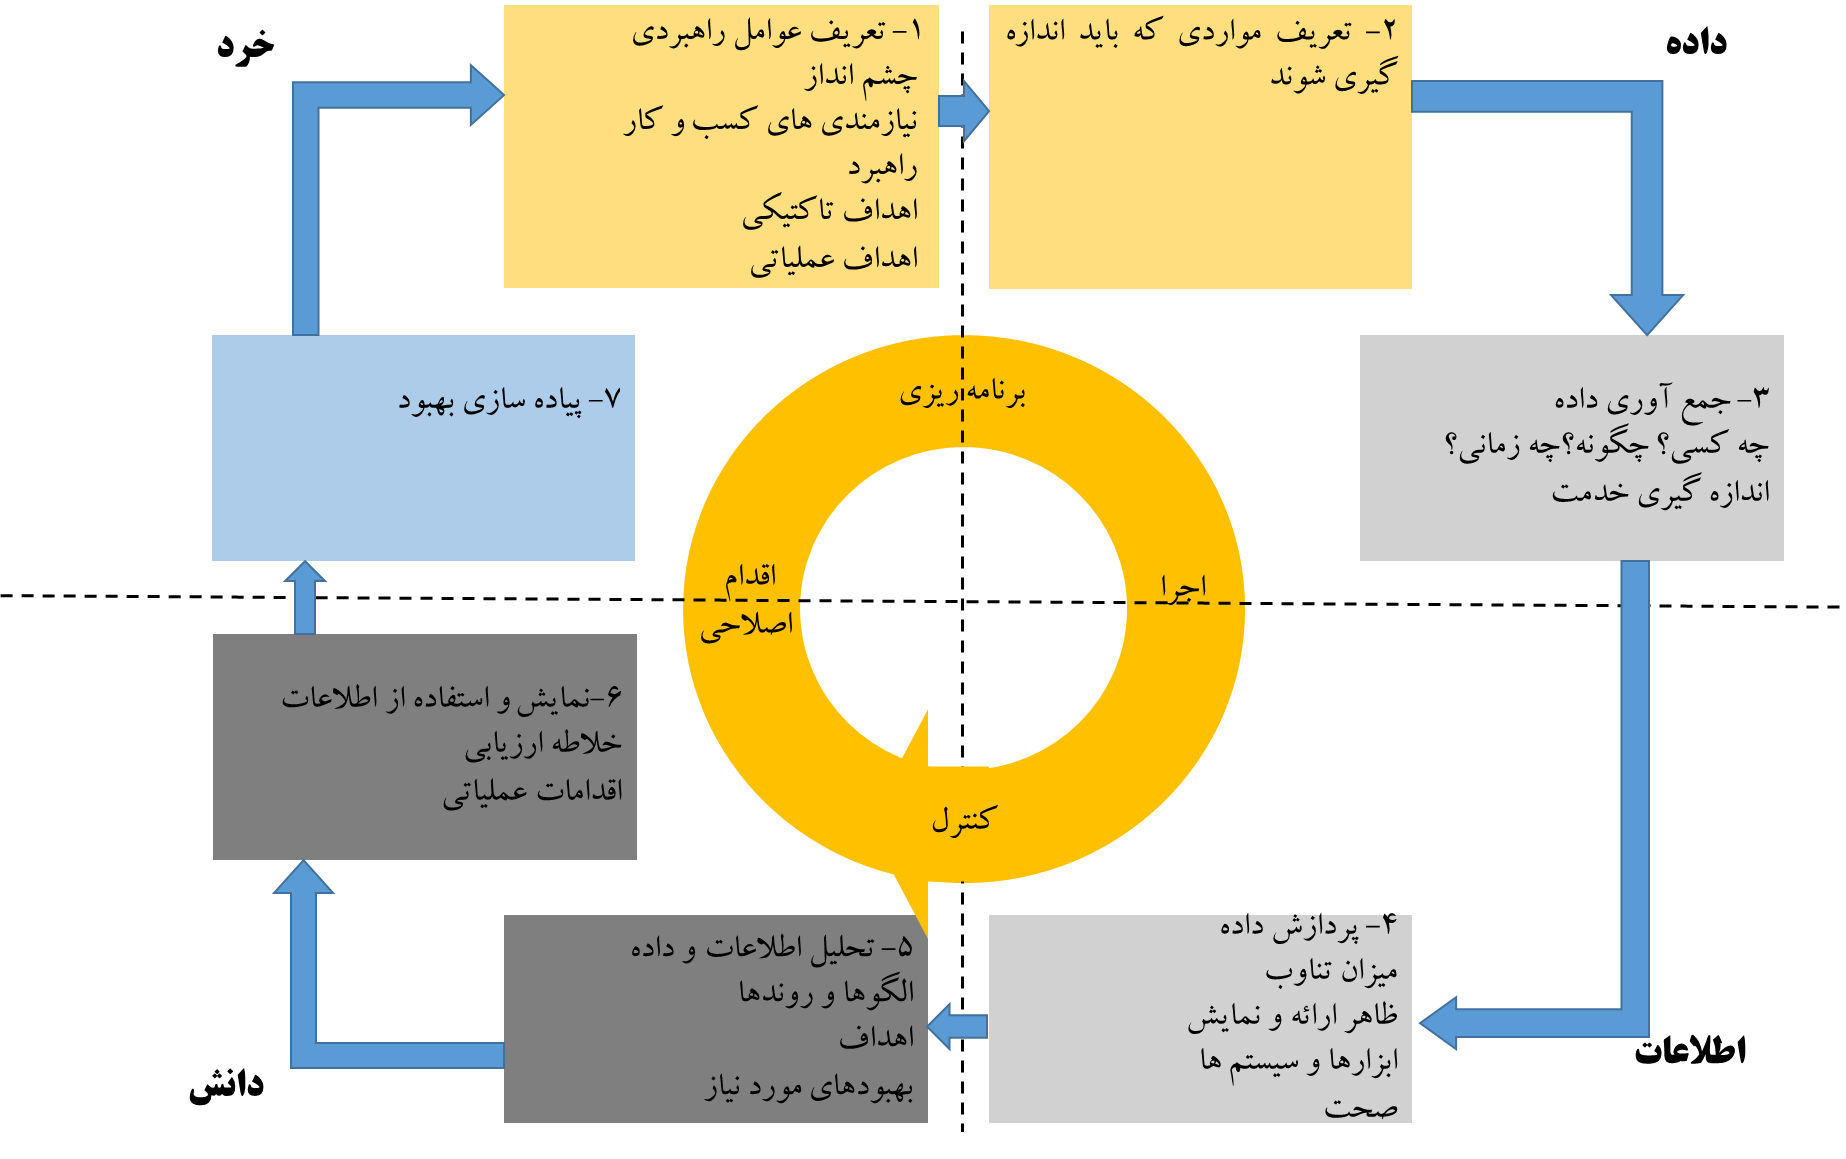 خرد
۱- تعریف عوامل راهبردی
چشم انداز
نیازمندی های کسب و کار
راهبرد
اهداف تاکتیکی
اهداف عملیاتی
۲- تعریف مواردی که باید اندازه
گیری شوند
داده
۳- جمع آوری داده
چه کسی؟ چگونه؟چه زمانی؟
اندازه گیری خدمت
اطلاعات
۴- پردازش داده
میزان تناوب
ظاهر ارائه و نمایش
ابزارها و سیستم ها
صحت
۵- تحلیل اطلاعات و داده
الگوها و روندها
اهداف
بهبودهای مورد نیاز
دانش
۶-نمایش و استفاده از اطلاعات
خلاطه ارزیابی
اقدامات عملیاتی
۷- پیاده سازی بهبود
برنامه ریزی
اجرا
کنترل
اقدام
اصلاحی